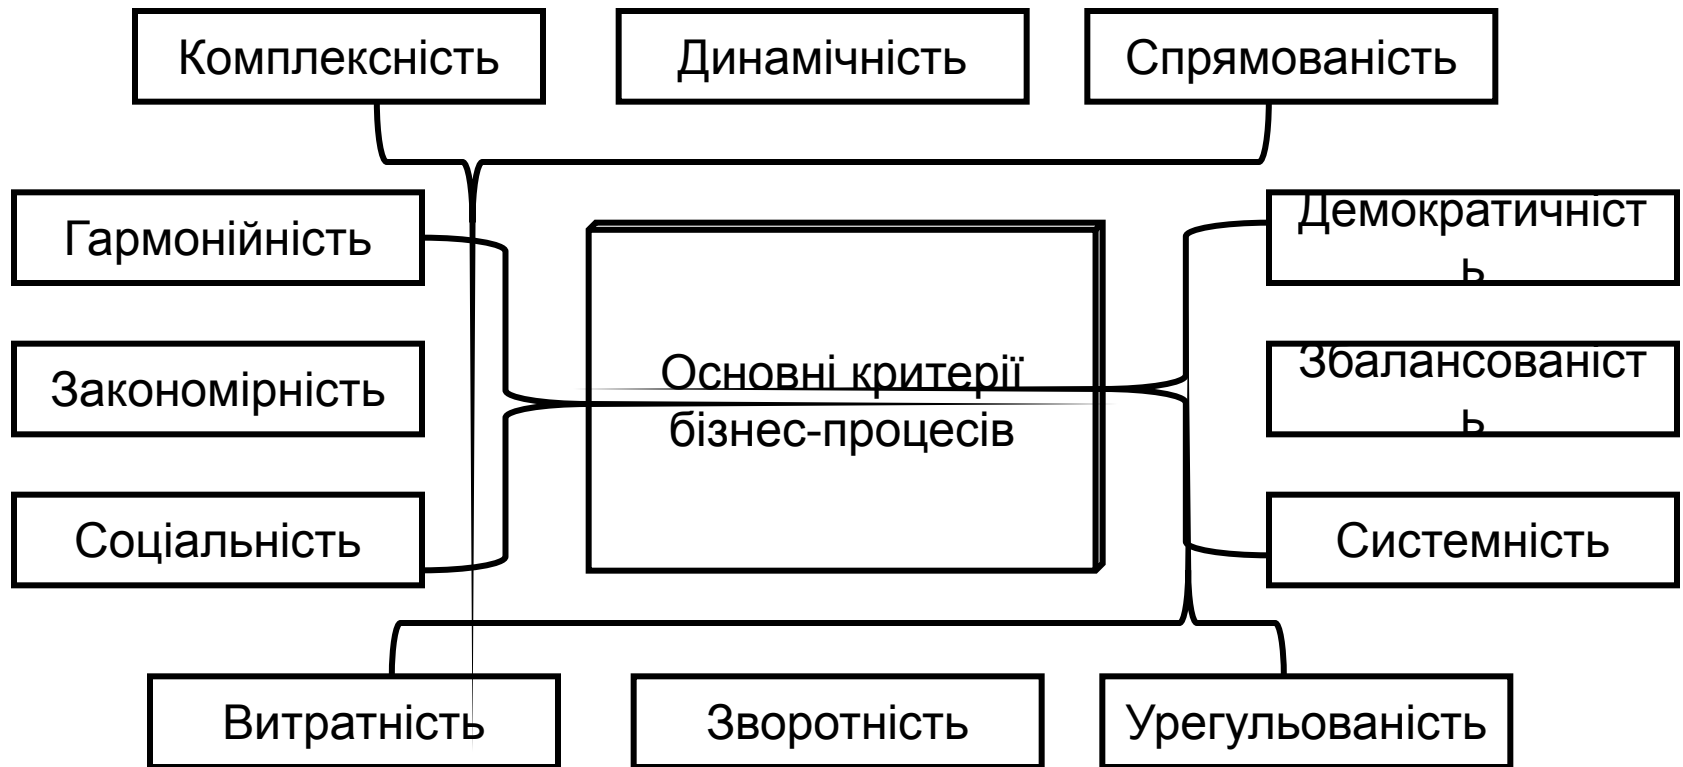 Комплексність
Динамічність
Спрямованість
Гармонійність
Демократичніст
ь
Закономірність
Основні критерії
бізнес-процесів
Збалансованіст
ь
Соціальність
Системність
Витратність
Зворотність
Урегульованість